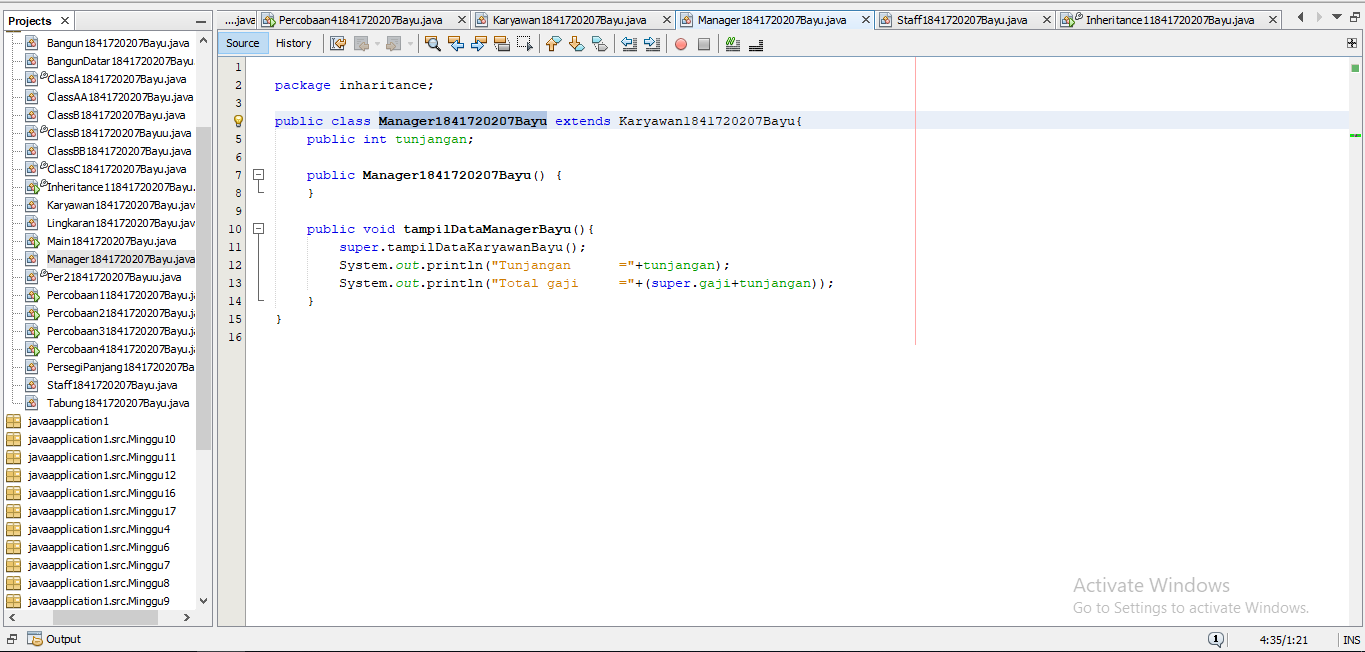 Projects
....java
Percobaan41841720207Bayu.java
Karyawan1841720207Bayu.java
Manager1841720207Bayu.java
Staff1841720207Bayu.java
Inheritance11841720207Bayu.java
Source
History
Bangun1841720207Bayu.java
BangunDatar1841720207Bayu
ClassA1841720207Bayu.java
ClassAA1841720207Bayu.java
ClassB1841720207Bayu.java
ClassB1841720207Bayuu.java
ClassBB1841720207Bayu.java
ClassC1841720207Bayu.java
Inheritance11841720207Bayu.
Karyawan1841720207Bayu.jav
Lingkaran1841720207Bayu.jav
Main1841720207Bayu.java
Manager1841720207Bayu.java
Per21841720207Bayuu.java
Percobaan11841720207Bayu.j
Percobaan21841720207Bayu.j
Percobaan31841720207Bayu.j
Percobaan41841720207Bayu.j
PersegiPanjang1841720207Ba
Staff1841720207Bayu.java
Tabung1841720207Bayu.java
javaapplication1
javaapplication1.src.Minggu10
javaapplication1.src.Minggu11
javaapplication1.src.Minggu12
javaapplication1.src.Minggu16
javaapplication1.src.Minggu17
javaapplication1.src.Minggu4
javaapplication1.src.Minggu6
javaapplication1.src.Minggu7
javaapplication1.src.Minggu8
javaapplication1.src.Minggu9
1
2 package inharitance;
3
public class Manager1841720207Bayu extends Karyawan1841720207Bayu{
5 public int tunjangan;
6
7 public Manager1841720207Bayu() {
8 }
9
10 public void tampilDataManagerBayu(){
11 super.tampilDataKaryawanBayu();
12 System.out.println("Tunjangan      ="+tunjangan);
13 System.out.println("Total gaji     ="+(super.gaji+tunjangan));
14 }
15 }
16
Activate Windows
Go to Settings to activate Windows.
Output
1
4:35/1:21
INS